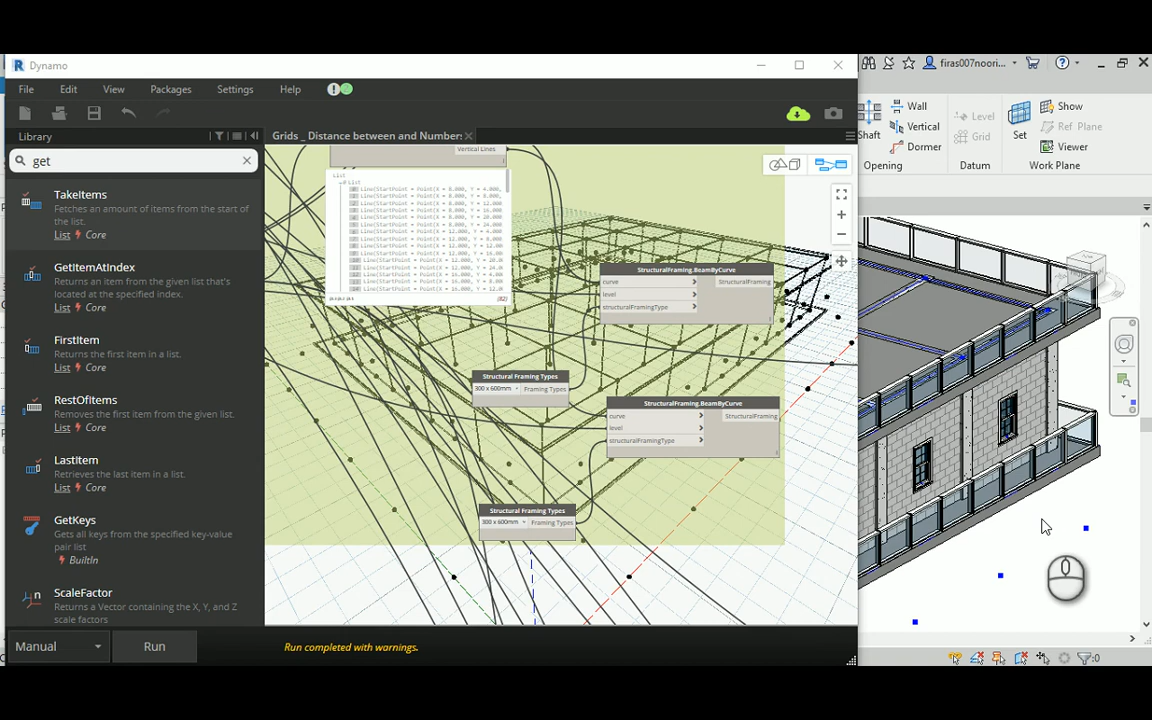 Dynamo
File Edit View Packages Settings Help
Library
Grids _ Distance between and Number:
get
TakeItems
Fetches an amount of items from the start of
the list.
List Core
GetItemAtIndex
Returns an item from the given list that's
located at the specified index.
List Core
FirstItem
Returns the first item in a list.
List Core
RestOfItems
Removes the first item from the given list.
List Core
LastItem
Retrieves the last item in a list.
List Core
GetKeys
Gets all keys from the specified key-value
pair list
BuiltIn
ScaleFactor
Returns a Vector containing the X, Y, and Z
scale factors
Manual
Run
Run completed with warnings.
Vertical Lines
List
List
StructuralFraming.BeamByCurve
curve
StructuralFraming
level
structuralFramingType
Structural Framing Types
300 x 600mm
Framing Types
StructuralFraming.BeamByCurve
curve
StructuralFraming
level
structuralFramingType
Structural Framing Types
300 x 600mm
Framing Types
firas007noori...
Shaft
Wall
Vertical
Dormer
Opening
Level
Grid
Datum
Set
Show
Ref Plane
Viewer
Work Plane
:0